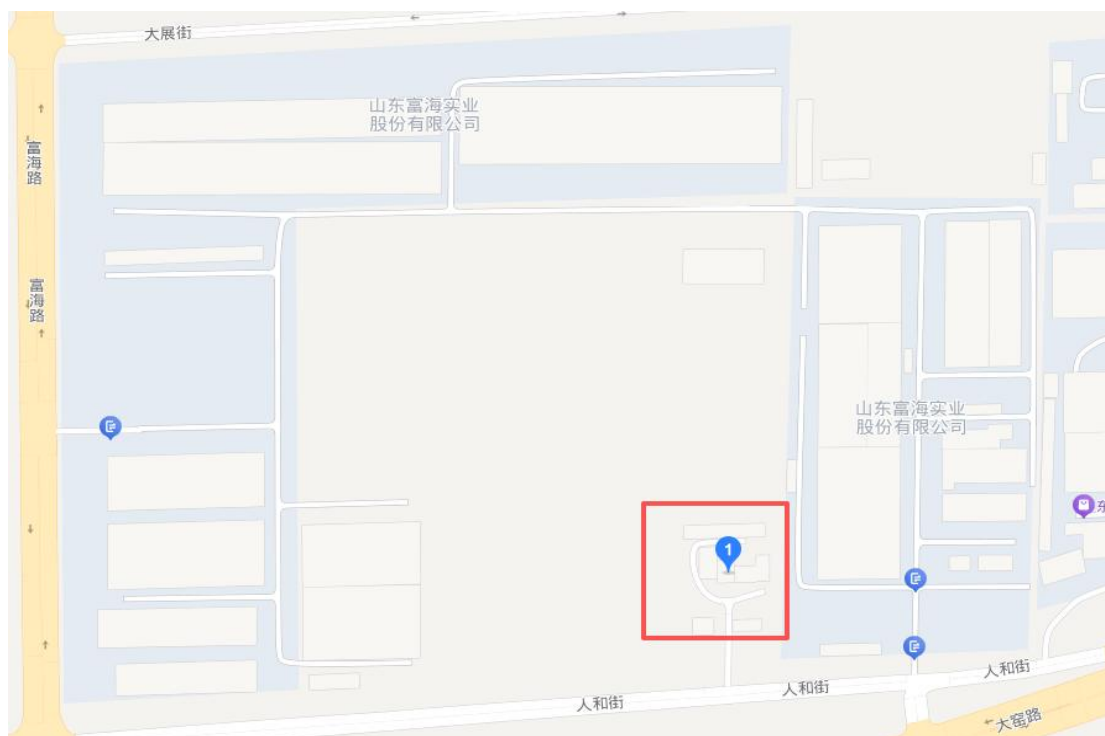 大展街
山东富海实业
股份有限公司
富海路
富海路
山东富海实业
股份有限公司
东
1
人和街
人和街
人和街
大窑路